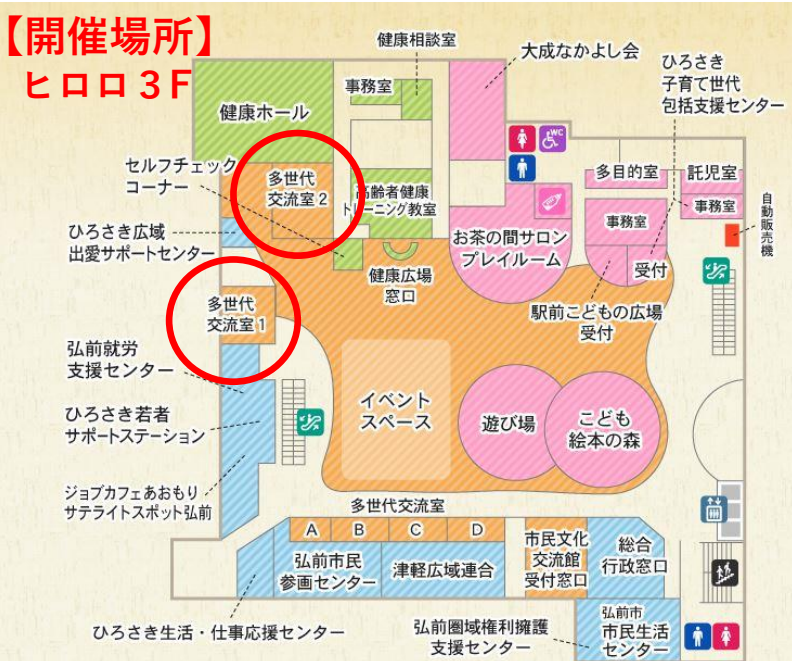 【開催場所】
ヒロロ3F
健康相談室
大成なかよし会
ひろさき
子育て世代
包括支援センター
事務室
健康ホール
WC
セルフチェック
コーナー
多世代
交流室2
高齢者健康
トレーニング教室
多目的室
託児室
事務室
事務室
自動販売機
ひろさき広域
出愛サポートセンター
お茶の間サロン
プレイルーム
受付
健康広場
窓口
多世代
交流室1
駅前こどもの広場
受付
弘前就労
支援センター
イベント
スペース
遊び場
こども
絵本の森
ひろさき若者
サポートステーション
ジョブカフェあおもり
サテライトスポット弘前
多世代交流室
A B C D
弘前市民
参画センター
津軽広域連合
市民文化
交流館
受付窓口
総合
行政窓口
ひろさき生活・仕事応援センター
弘前圏域権利擁護
支援センター
弘前市
市民生活
センター